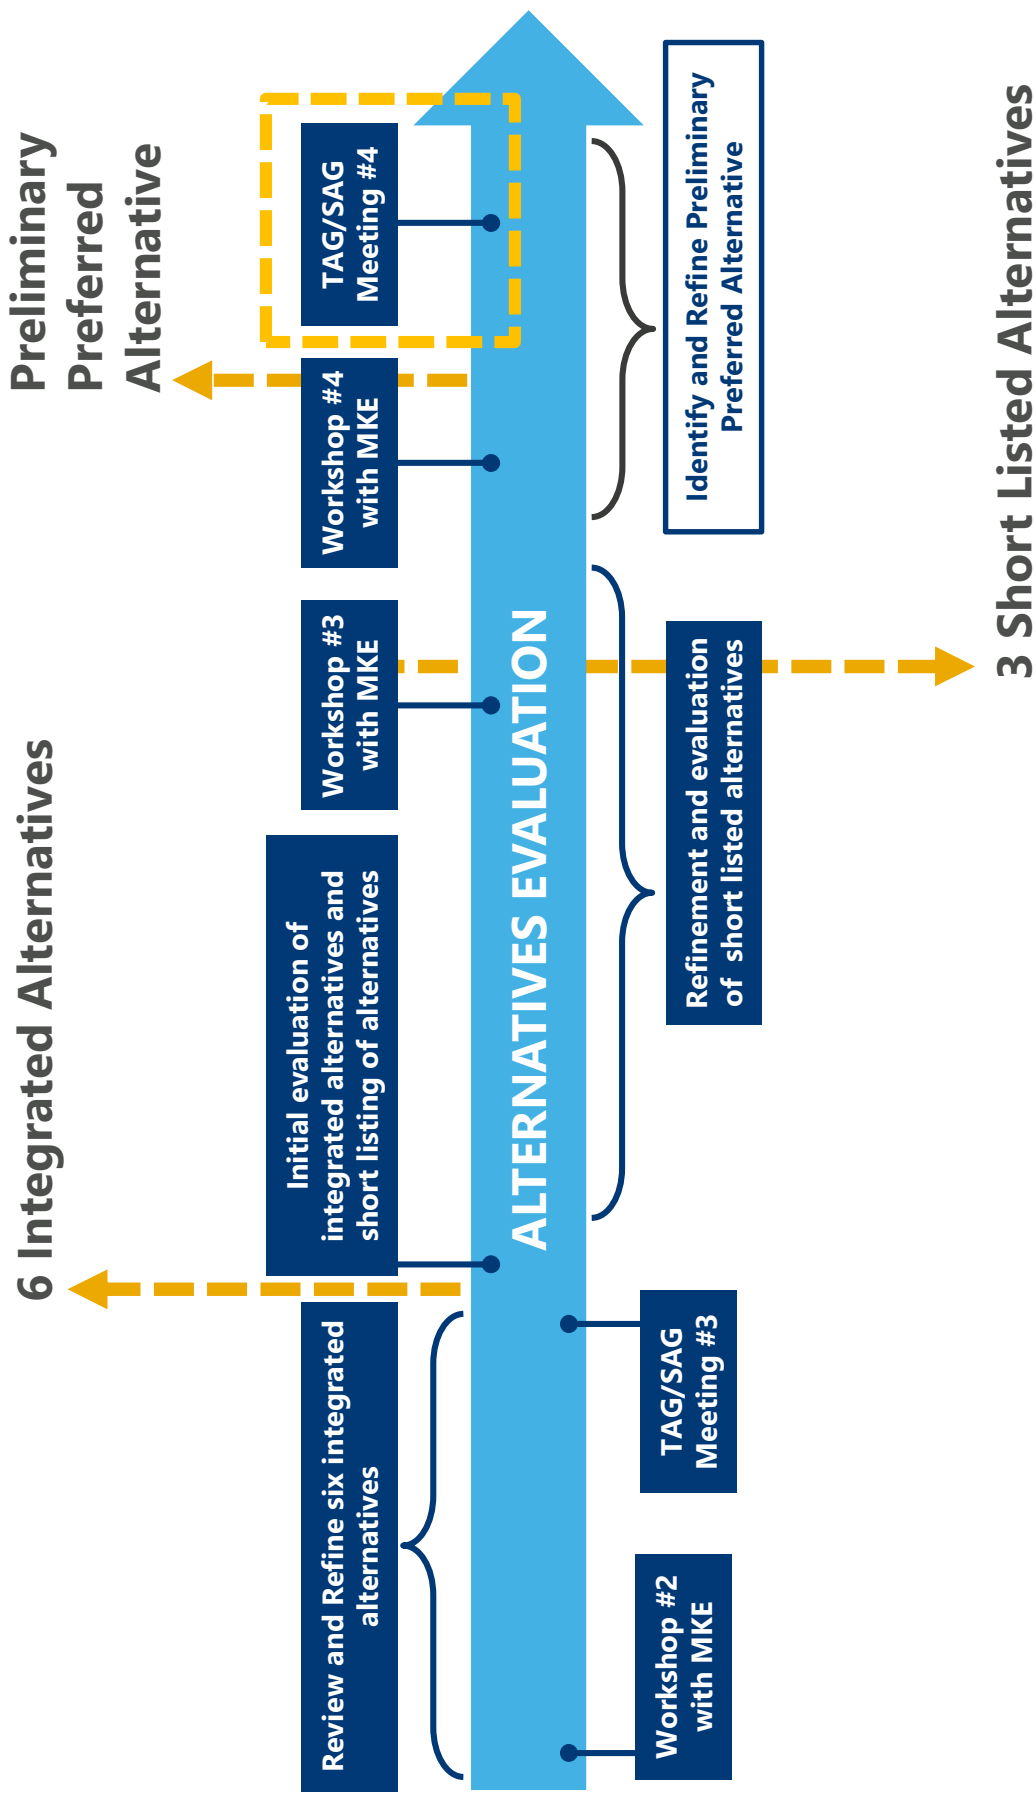 6 Integrated Alternatives
Preliminary
Preferred
Alternative
Review and Refine six integrated
alternatives
Initial evaluation of
integrated alternatives and
short listing of alternatives
Workshop #3
with MKE
Workshop #4
with MKE
TAG/SAG
Meeting #4
ALTERNATIVES EVALUATION
Workshop #2
with MKE
TAG/SAG
Meeting #3
Refinement and evaluation
of short listed alternatives
Identify and Refine Preliminary
Preferred Alternative
3 Short Listed Alternatives